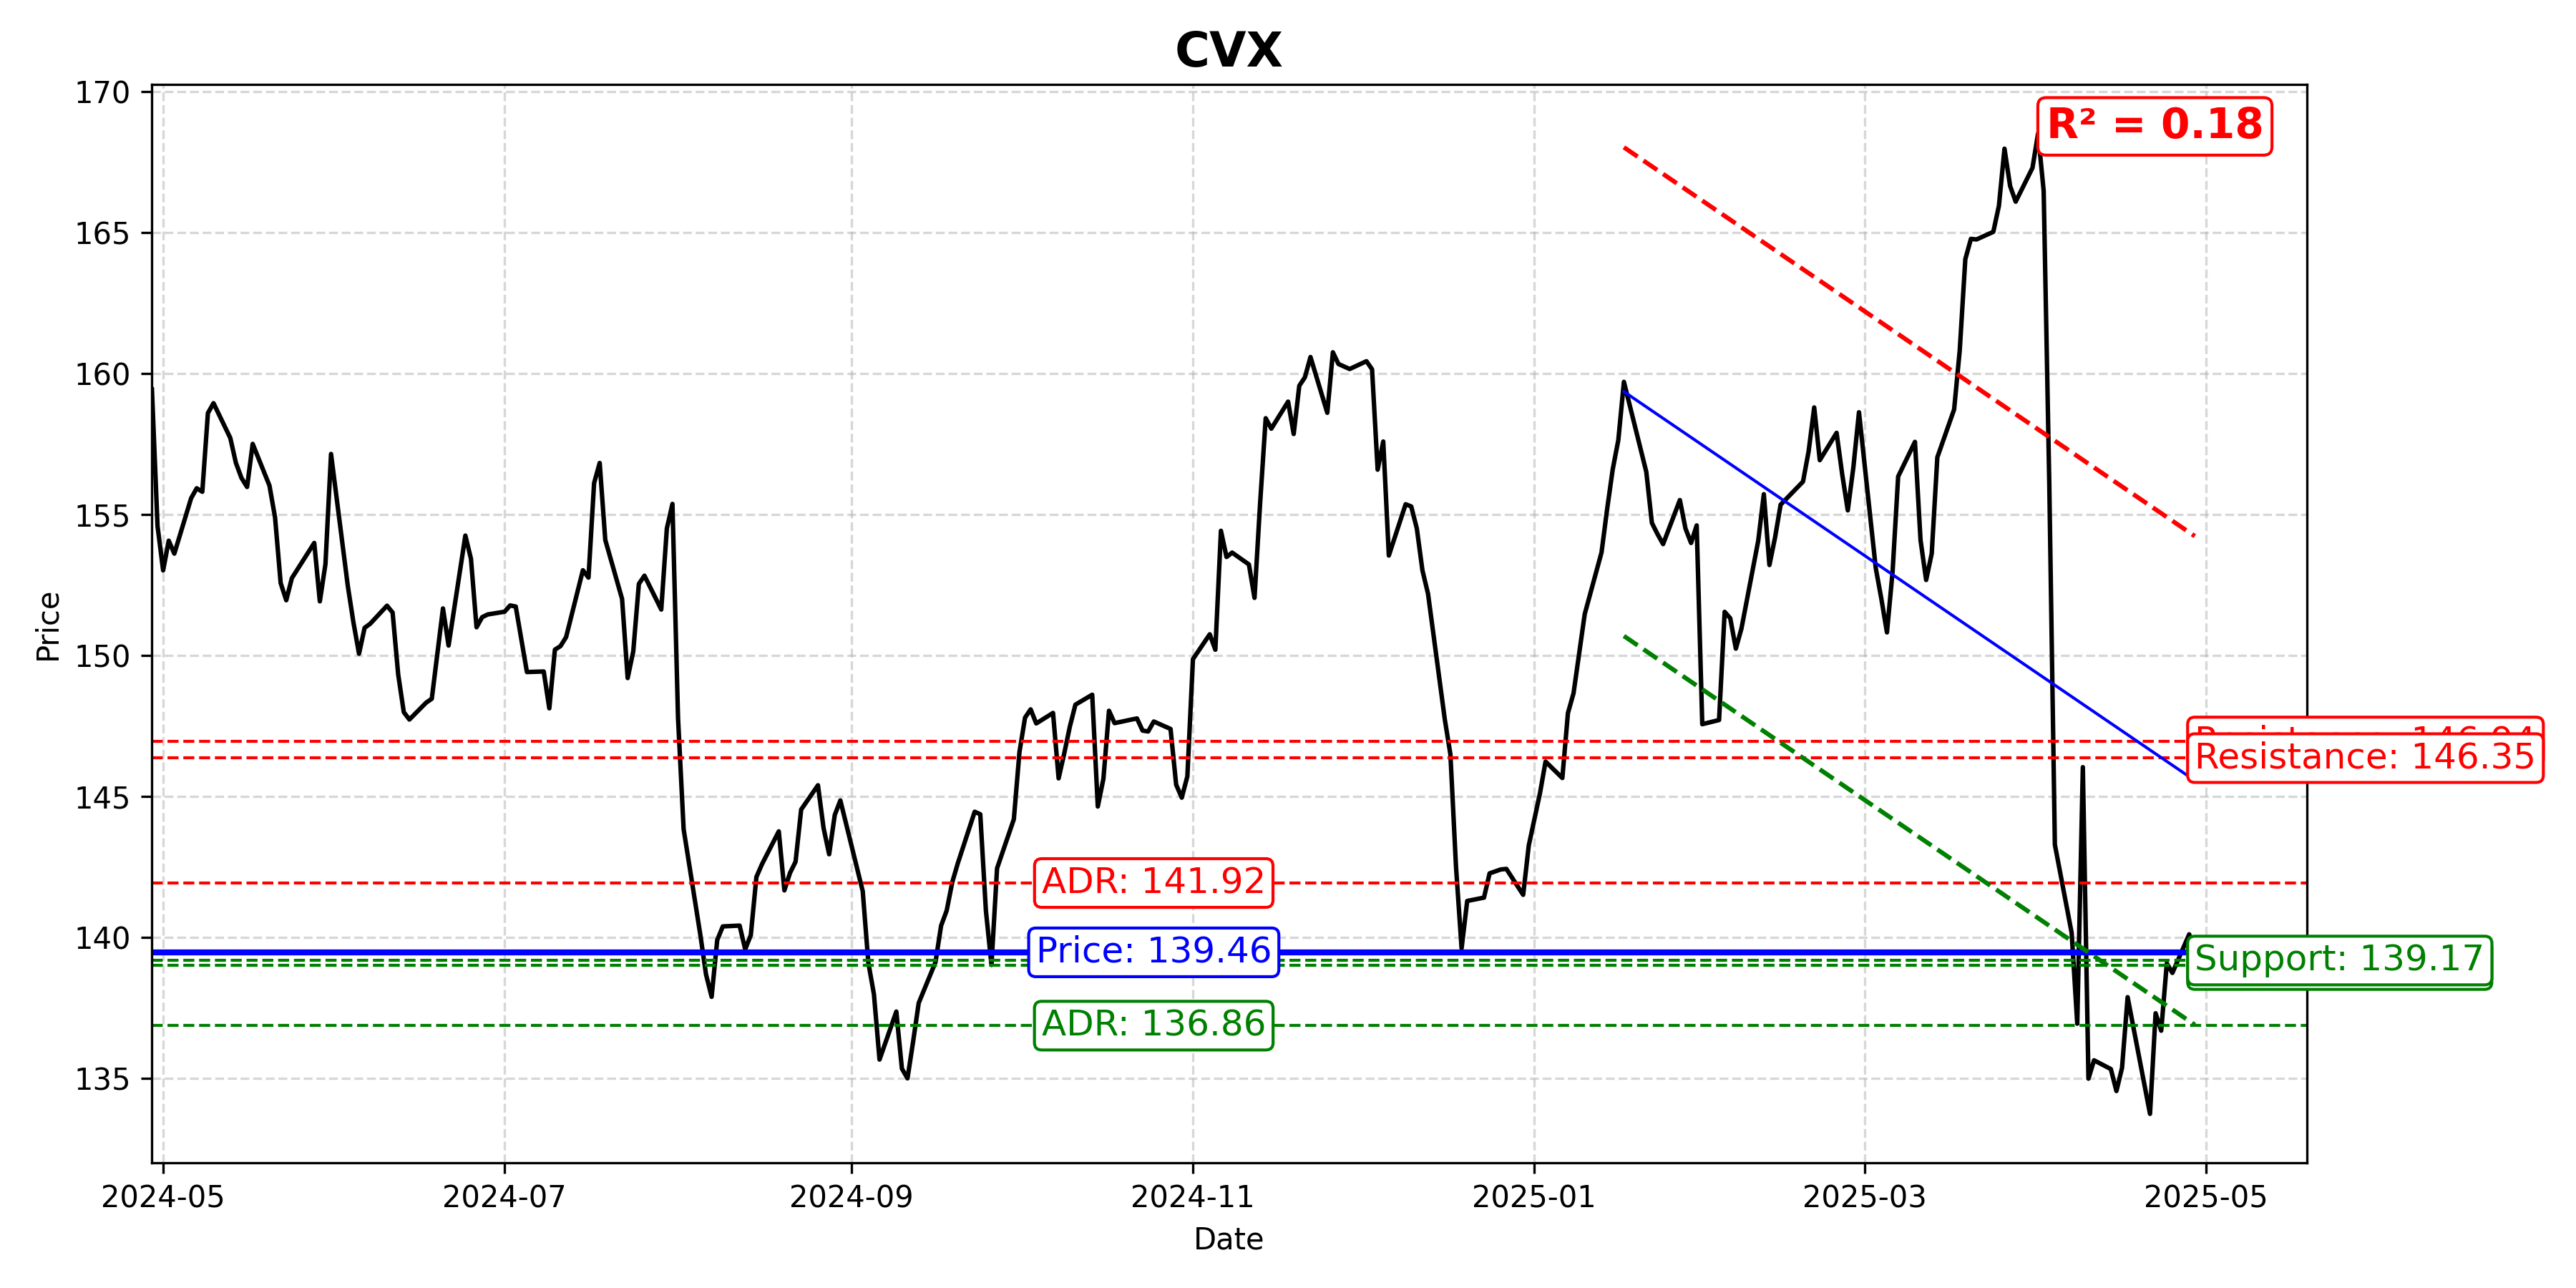 CVX
R² = 0.18
170
165
160
155
150
145
140
135
Price
Resistance: 146.35
ADR: 141.92
Price: 139.46
Support: 139.17
ADR: 136.86
2024-05
2024-07
2024-09
2024-11
2025-01
2025-03
2025-05
Date